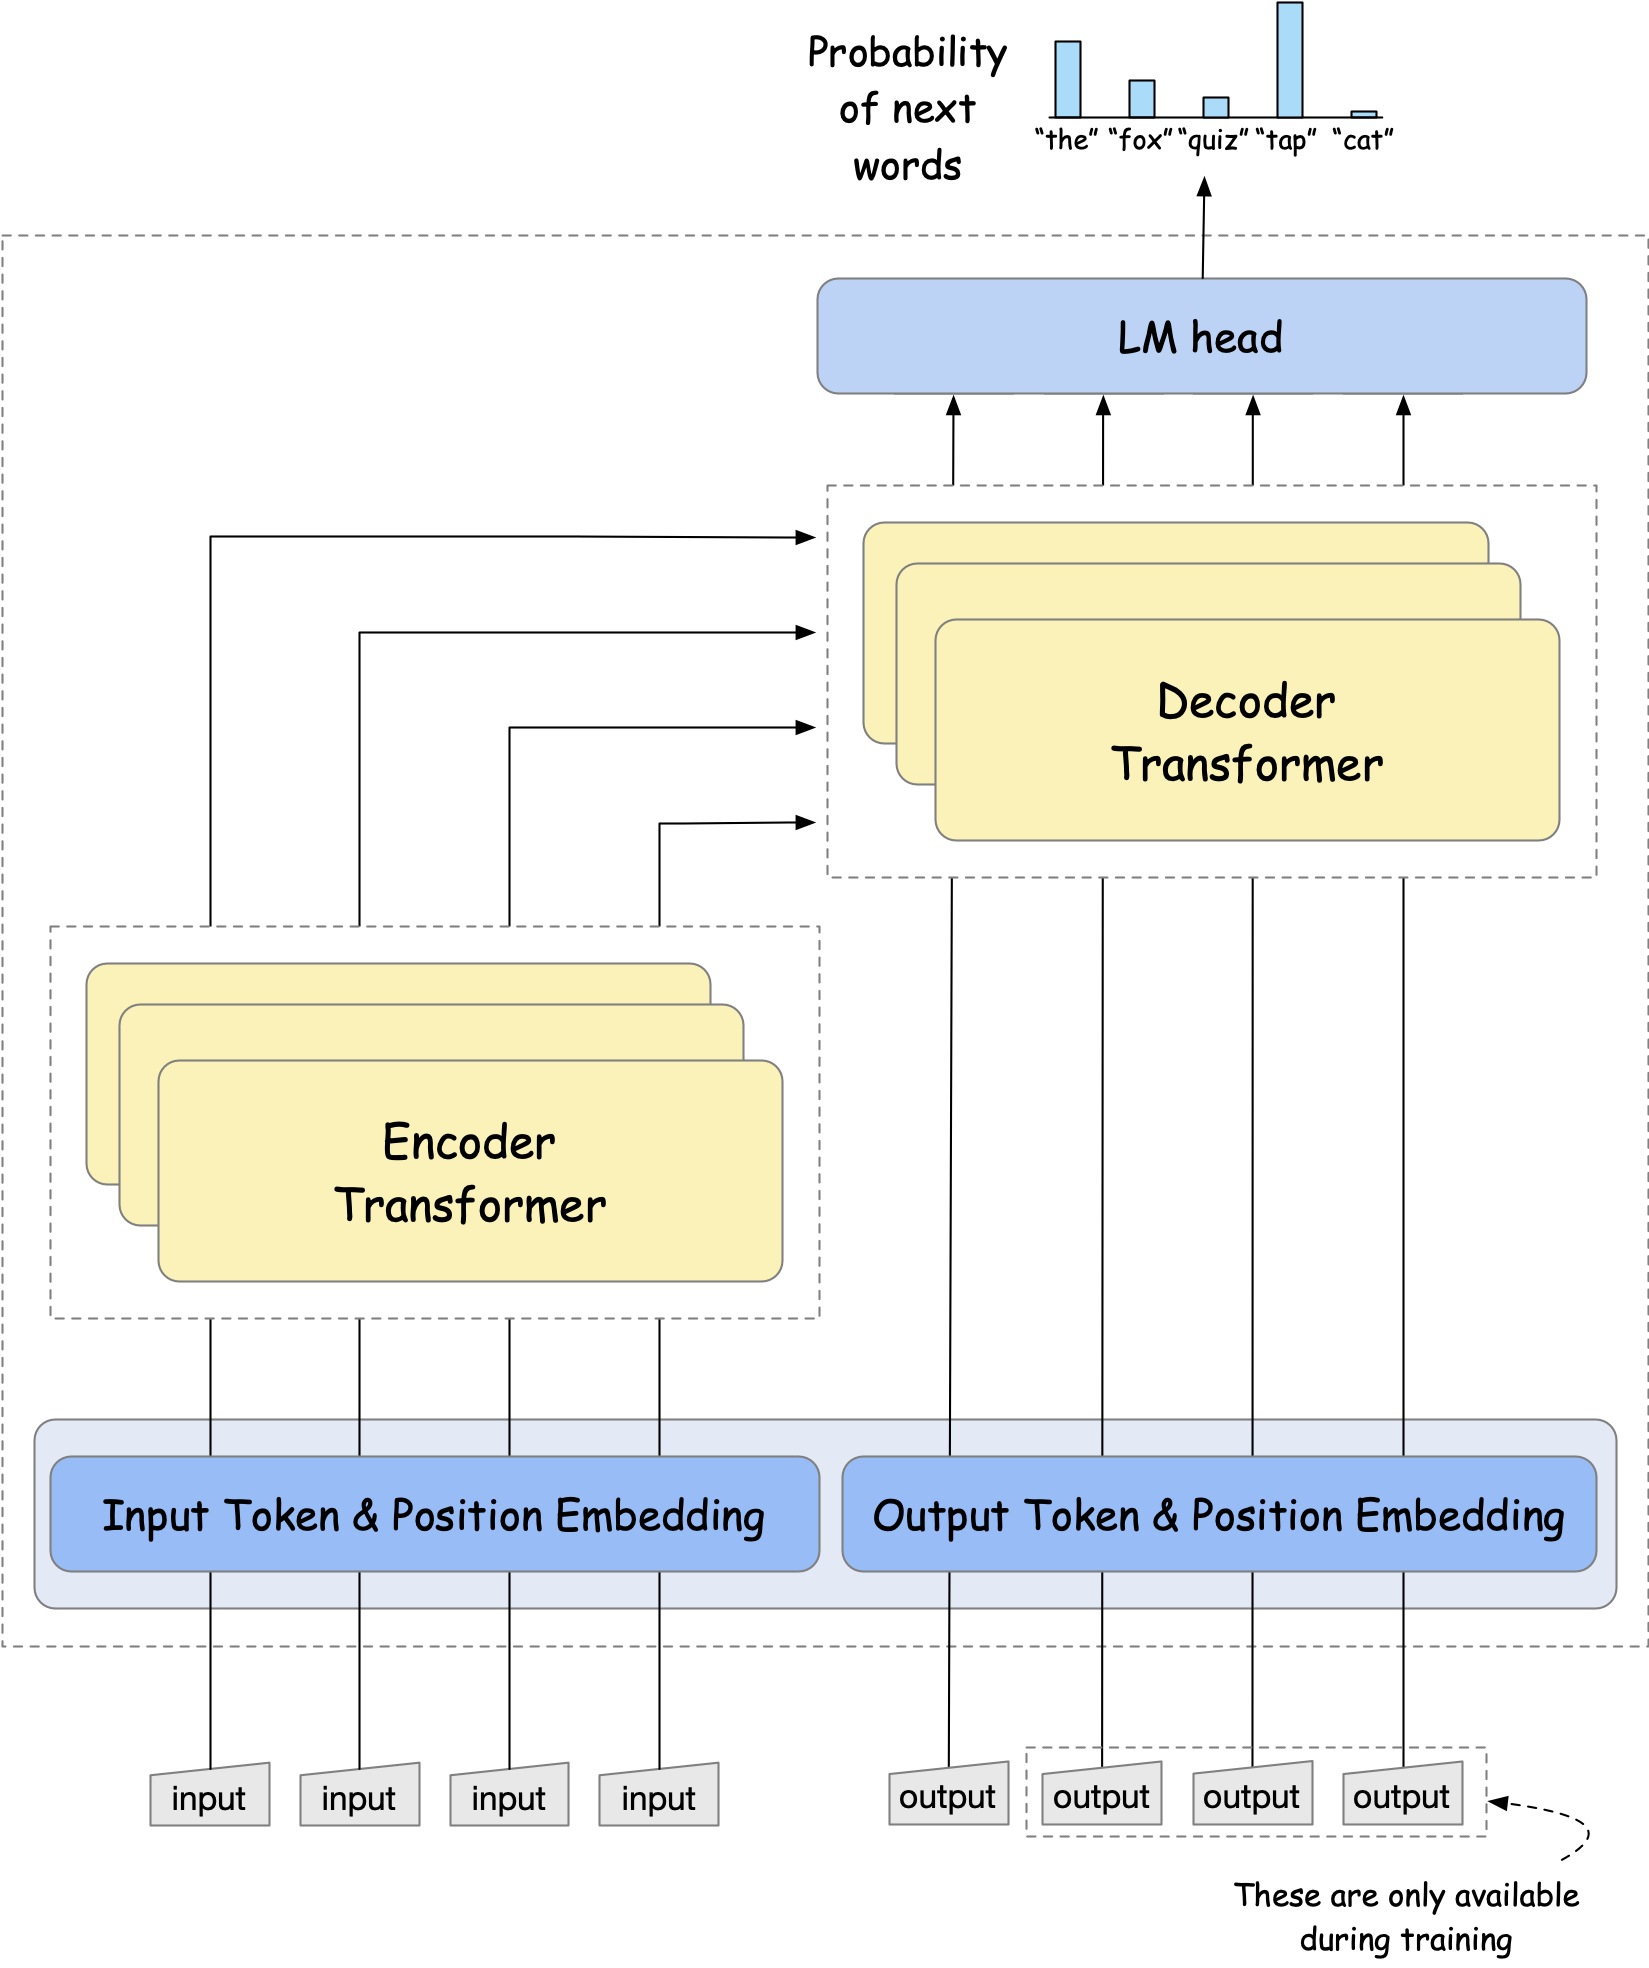 Probability
of next
words
“the” “fox” “quiz” “tap” “cat”
LM head
Decoder
Transformer
Encoder
Transformer
Input Token & Position Embedding
Output Token & Position Embedding
input input input input
output output output output
These are only available
during training